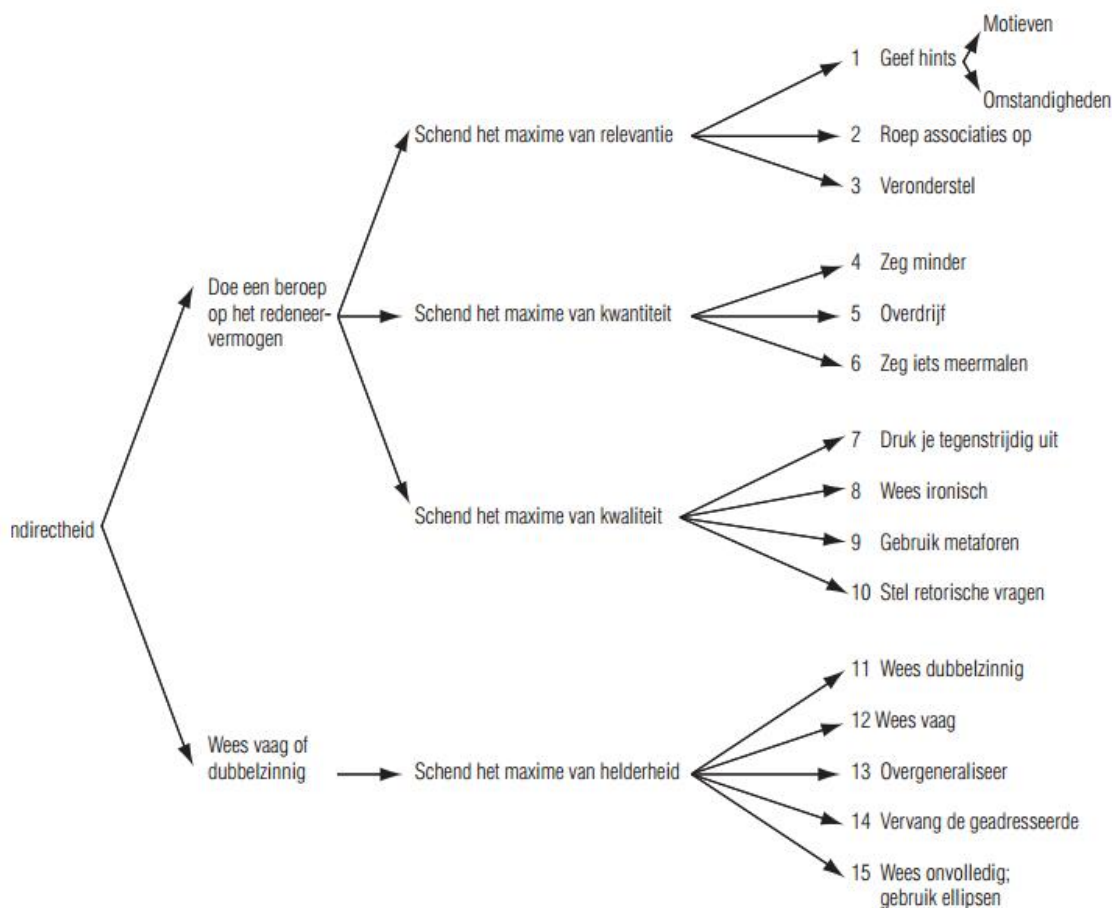 Motieven
1 Geef hints
Omstandigheden
Schend het maxime van relevantie
2 Roep associaties op
3 Veronderstel
Doe een beroep
op het redeneer-
vermogen
4 Zeg minder
Schend het maxime van kwantiteit
5 Overdrijf
6 Zeg iets meermalen
7 Druk je tegenstrijdig uit
8 Wees ironisch
Schend het maxime van kwaliteit
9 Gebruik metaforen
10 Stel retorische vragen
ndirectheid
11 Wees dubbelzinnig
12 Wees vaag
Wees vaag of
dubbelzinnig
Schend het maxime van helderheid
13 Overgeneraliseer
14 Vervang de geadresseerde
15 Wees onvolledig;
gebruik ellipsen